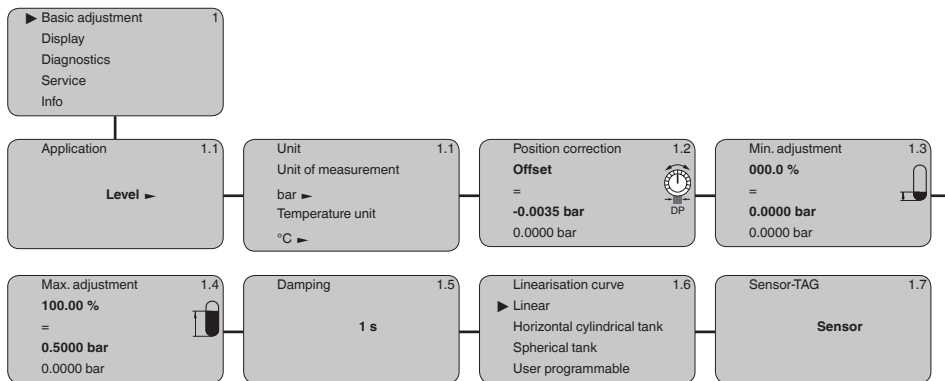 Basic adjustment 1
Display
Diagnostics
Service
Info
Application 1.1
Level
Unit 1.1
Unit of measurement
bar
Temperature unit
°C
Position correction 1.2
Offset
=
-0.0035 bar
0.0000 bar
DP
Min. adjustment 1.3
000.0 %
=
0.0000 bar
0.0000 bar
Max. adjustment 1.4
100.00 %
=
0.5000 bar
0.0000 bar
Damping 1.5
1 s
Linearisation curve 1.6
Linear
Horizontal cylindrical tank
Spherical tank
User programmable
Sensor-TAG 1.7
Sensor